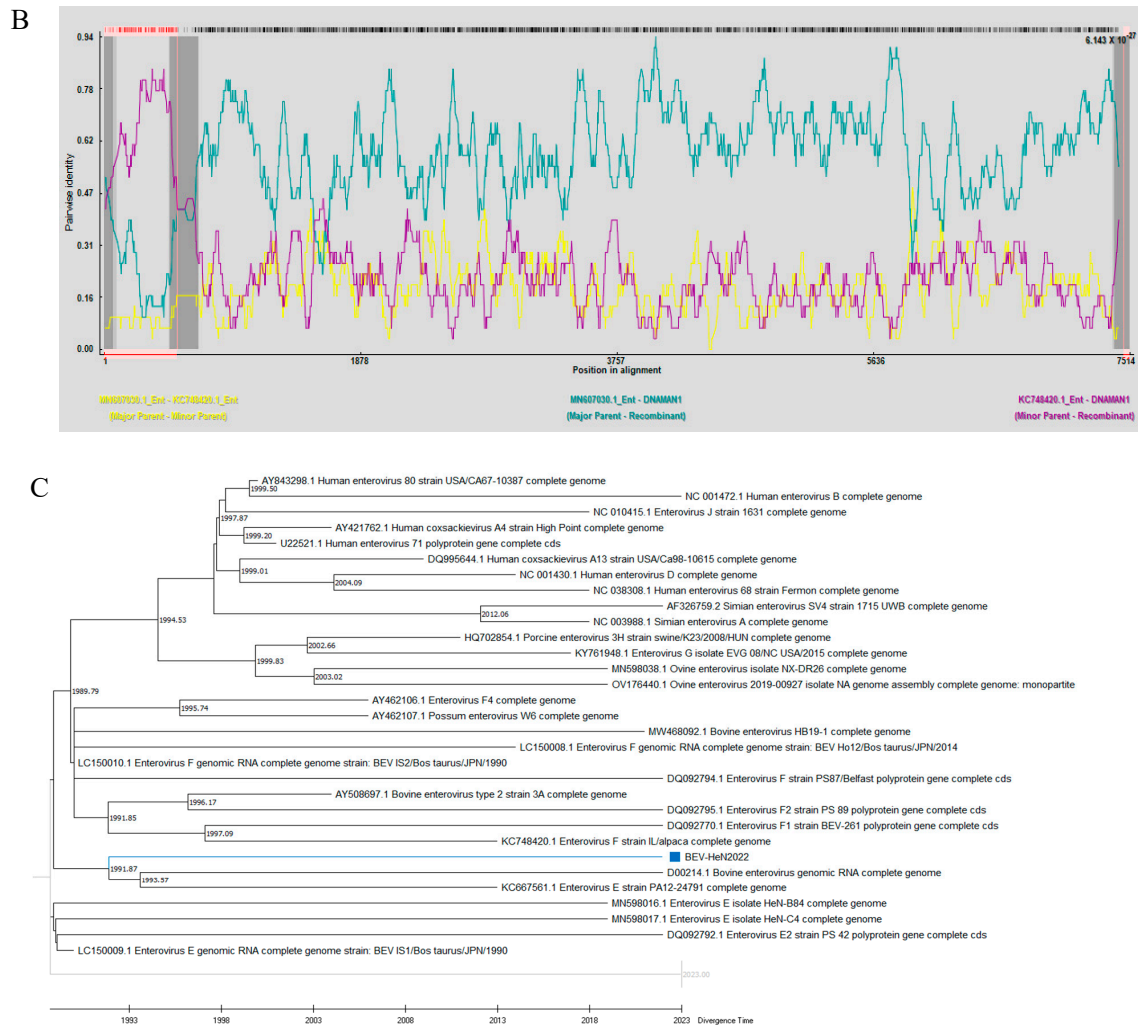 B
0.94
6.143 X 10-27
0.78
0.62
0.47
0.31
0.16
0.00
Pairwise identity
1
1878
3757
5636
7514
Position in alignment
MN607030.1_Ent - KC748420.1_Ent
(Major Parent - Minor Parent)
MN607030.1_Ent - DNAMAN1
(Major Parent - Recombinant)
KC748420.1_Ent - DNAMAN1
(Minor Parent - Recombinant)
C
AY843298.1 Human enterovirus 80 strain USA/CA67-10387 complete genome
1999.50
NC 001472.1 Human enterovirus B complete genome
1997.87
NC 010415.1 Enterovirus J strain 1631 complete genome
AY421762.1 Human coxsackievirus A4 strain High Point complete genome
1999.20
U22521.1 Human enterovirus 71 polyprotein gene complete cds
DQ995644.1 Human coxsackievirus A13 strain USA/Ca98-10615 complete genome
1999.01
NC 001430.1 Human enterovirus D complete genome
2004.09
NC 038308.1 Human enterovirus 68 strain Fermon complete genome
AF326759.2 Simian enterovirus SV4 strain 1715 UWB complete genome
2012.06
1994.53
NC 003988.1 Simian enterovirus A complete genome
HQ702854.1 Porcine enterovirus 3H strain swine/K23/2008/HUN complete genome
2002.66
KY761948.1 Enterovirus G isolate EVG 08/NC USA/2015 complete genome
1999.83
MN598038.1 Ovine enterovirus isolate NX-DR26 complete genome
2003.02
OV176440.1 Ovine enterovirus 2019-00927 isolate NA genome assembly complete genome: monopartite
1989.79
AY462106.1 Enterovirus F4 complete genome
1995.74
AY462107.1 Possum enterovirus W6 complete genome
MW468092.1 Bovine enterovirus HB19-1 complete genome
LC150008.1 Enterovirus F genomic RNA complete genome strain: BEV Ho12/Bos taurus/JPN/2014
LC150010.1 Enterovirus F genomic RNA complete genome strain: BEV IS2/Bos taurus/JPN/1990
DQ092794.1 Enterovirus F strain PS87/Belfast polyprotein gene complete cds
AY508697.1 Bovine enterovirus type 2 strain 3A complete genome
1996.17
1991.85
DQ092795.1 Enterovirus F2 strain PS 89 polyprotein gene complete cds
DQ092770.1 Enterovirus F1 strain BEV-261 polyprotein gene complete cds
1997.09
KC748420.1 Enterovirus F strain IL/alpaca complete genome
BEV-HeN2022
1991.87
D00214.1 Bovine enterovirus genomic RNA complete genome
1993.57
KC667561.1 Enterovirus E strain PA12-24791 complete genome
MN598016.1 Enterovirus E isolate HeN-B84 complete genome
MN598017.1 Enterovirus E isolate HeN-C4 complete genome
DQ092792.1 Enterovirus E2 strain PS 42 polyprotein gene complete cds
LC150009.1 Enterovirus E genomic RNA complete genome strain: BEV IS1/Bos taurus/JPN/1990
2023.00
1993
1998
2003
2008
2013
2018
2023
Divergence Time